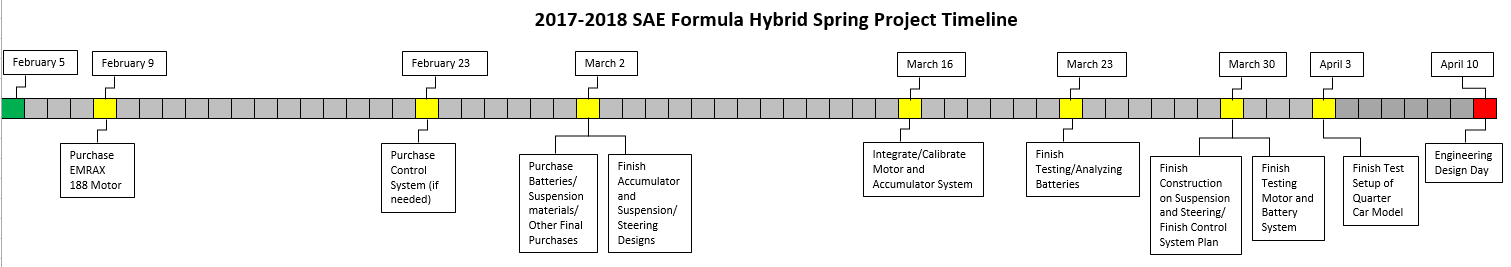 2017-2018 SAE Formula Hybrid Spring Project Timeline
February 5
February 9
February 23
March 2
March 16
March 23
March 30
April 3
April 10
Purchase
EMRAX
188 Motor
Purchase
Control
System (if
needed)
Purchase
Batteries/
Suspension
materials/
Other Final
Purchases
Finish
Accumulator
and
Suspension/
Steering
Designs
Integrate/Calibrate
Motor and
Accumulator System
Finish
Testing/Analyzing
Batteries
Finish
Construction
on Suspension
and Steering/
Finish Control
System Plan
Finish
Testing
Motor and
Battery
System
Finish Test
Setup of
Quarter
Car Model
Engineering
Design Day